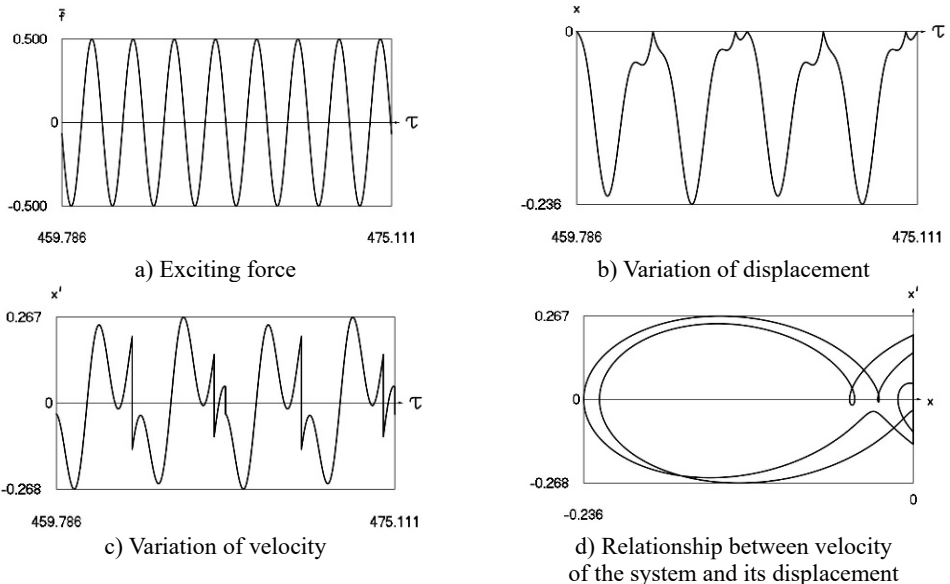 f̄
0.500
0
τ
-0.500
459.786
475.111
a) Exciting force
x
0
τ
-0.236
459.786
475.111
b) Variation of displacement
x'
0.267
0
τ
-0.268
459.786
475.111
c) Variation of velocity
x'
0.267
0
x
-0.268
0
-0.236
d) Relationship between velocity
of the system and its displacement